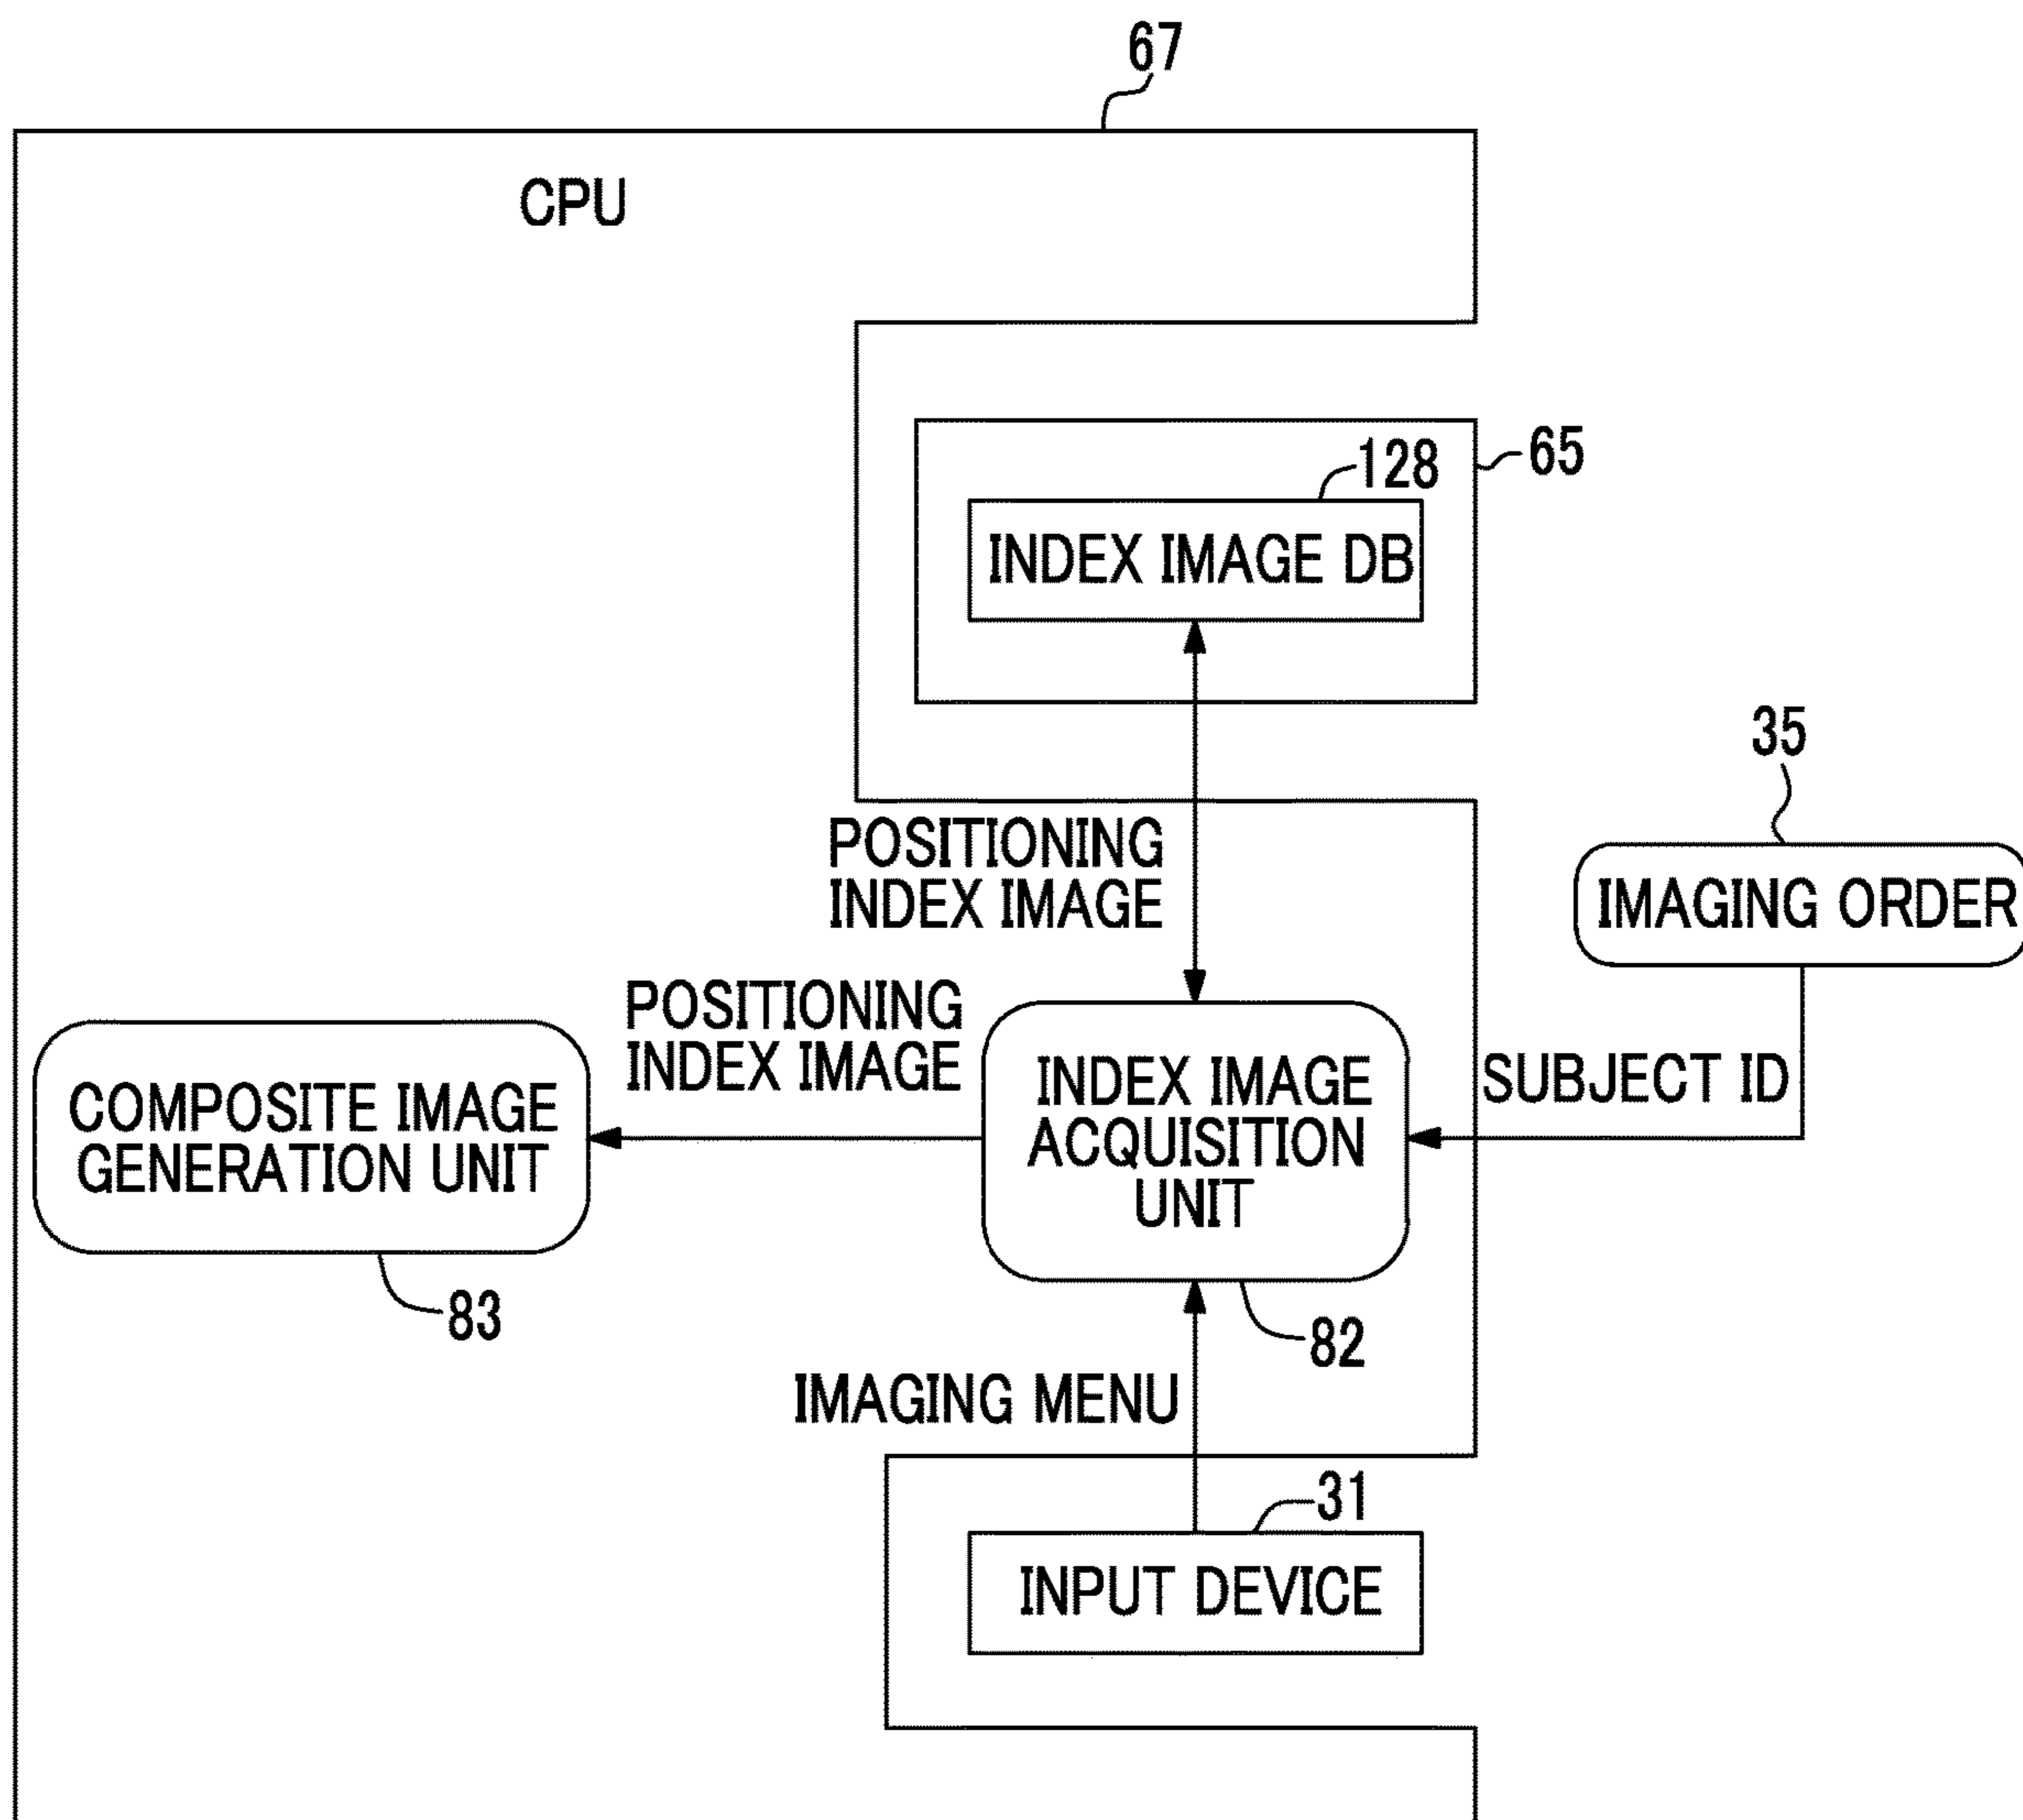 67
CPU
128
65
INDEX IMAGE DB
35
POSITIONING
INDEX IMAGE
IMAGING ORDER
POSITIONING
INDEX IMAGE
SUBJECT ID
COMPOSITE IMAGE
GENERATION UNIT
INDEX IMAGE
ACQUISITION
UNIT
83
82
IMAGING MENU
31
INPUT DEVICE